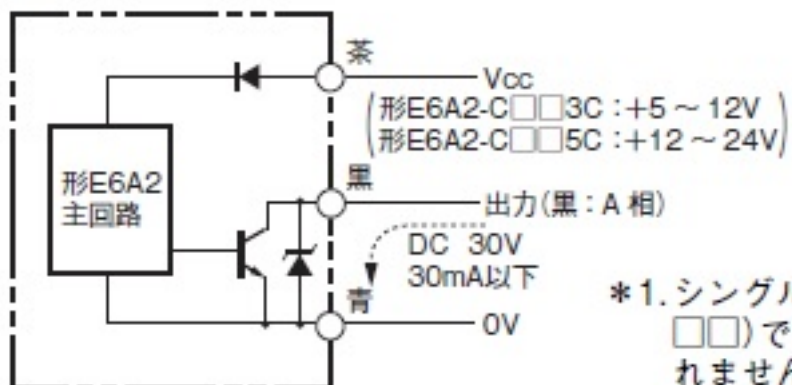 茶
Vcc
(形E6A2-C□□3C:+5～12V
形E6A2-C□□5C:+12～24V)
形E6A2
主回路
黒
出力(黒:A相)
DC 30V
30mA以下
青
0V
*1.シングル
□□)で
れません